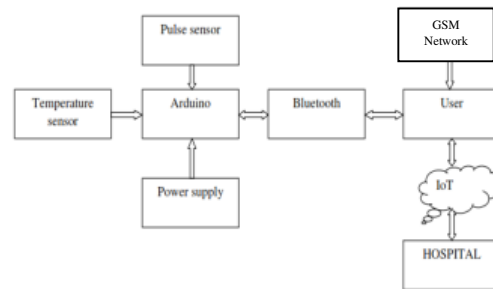 Pulse sensor
GSM
Network
Temperature
sensor
Arduino
Bluetooth
User
Power supply
IoT
HOSPITAL